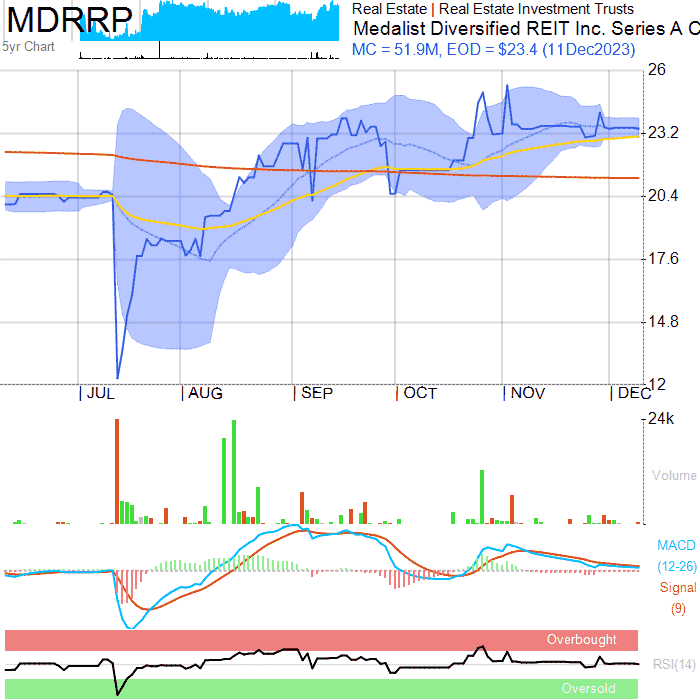 MDRRP
5yr Chart
Real Estate | Real Estate Investment Trusts
Medalist Diversified REIT Inc. Series A C
MC = 51.9M, EOD = $23.4 (11Dec2023)
26
23.2
20.4
17.6
14.8
12
| JUL | AUG | SEP | OCT | NOV | DEC
24k
Volume
MACD
(12-26)
Signal
(9)
Overbought
RSI(14)
Oversold